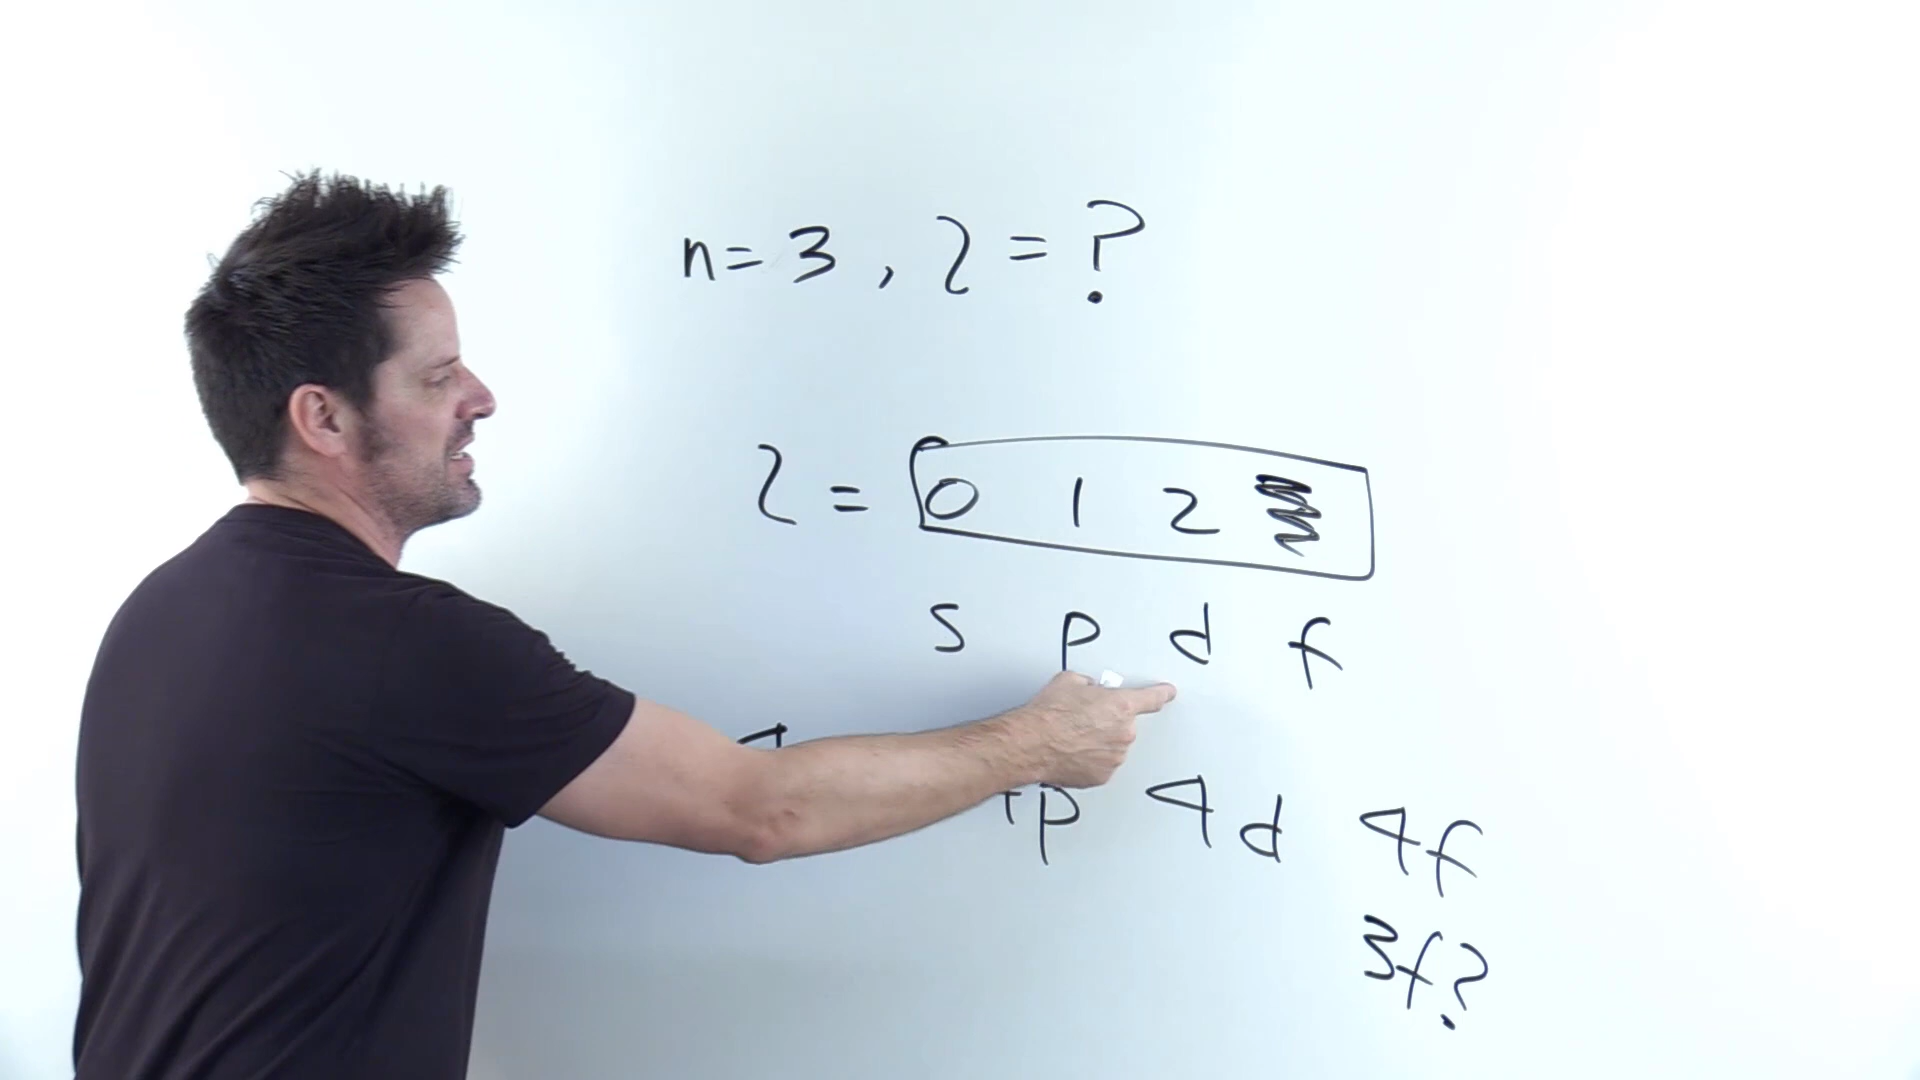 n = 3 , l = ?
l = 0 1 2
s p d f
p 4d 4f
3f?